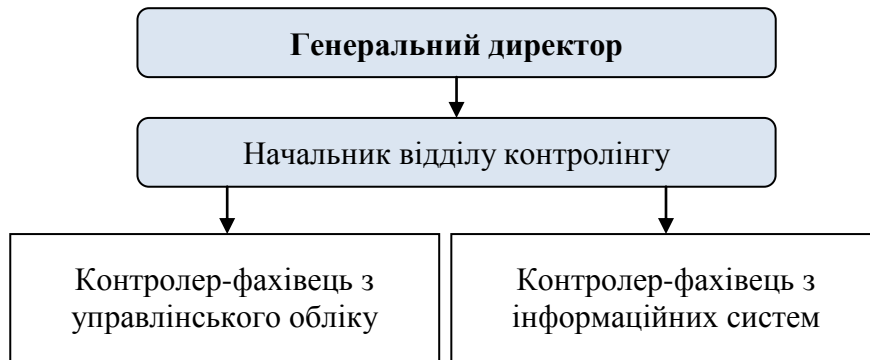 Генеральний директор
Начальник відділу контролінгу
Контролер-фахівець з
управлінського обліку
Контролер-фахівець з
інформаційних систем